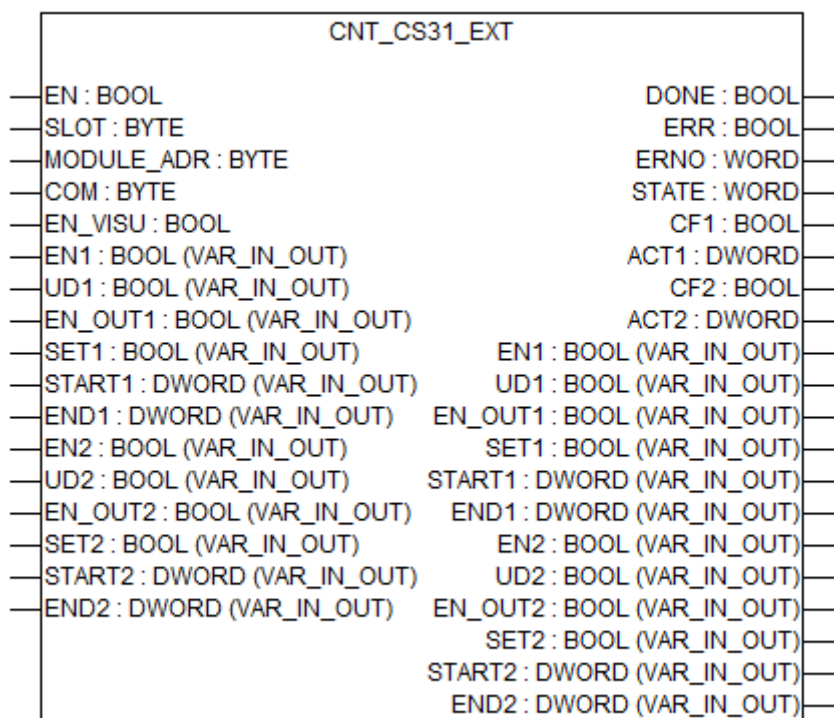 CNT_CS31_EXT
EN : BOOL DONE : BOOL
SLOT : BYTE ERR : BOOL
MODULE_ADR : BYTE ERNO : WORD
COM : BYTE STATE : WORD
EN_VISU : BOOL CF1 : BOOL
EN1 : BOOL (VAR_IN_OUT) ACT1 : DWORD
UD1 : BOOL (VAR_IN_OUT) CF2 : BOOL
EN_OUT1 : BOOL (VAR_IN_OUT) ACT2 : DWORD
SET1 : BOOL (VAR_IN_OUT) EN1 : BOOL (VAR_IN_OUT)
START1 : DWORD (VAR_IN_OUT) UD1 : BOOL (VAR_IN_OUT)
END1 : DWORD (VAR_IN_OUT) EN_OUT1 : BOOL (VAR_IN_OUT)
EN2 : BOOL (VAR_IN_OUT) SET1 : BOOL (VAR_IN_OUT)
UD2 : BOOL (VAR_IN_OUT) START1 : DWORD (VAR_IN_OUT)
EN_OUT2 : BOOL (VAR_IN_OUT) END1 : DWORD (VAR_IN_OUT)
SET2 : BOOL (VAR_IN_OUT) EN2 : BOOL (VAR_IN_OUT)
START2 : DWORD (VAR_IN_OUT) UD2 : BOOL (VAR_IN_OUT)
END2 : DWORD (VAR_IN_OUT) EN_OUT2 : BOOL (VAR_IN_OUT)
SET2 : BOOL (VAR_IN_OUT)
START2 : DWORD (VAR_IN_OUT)
END2 : DWORD (VAR_IN_OUT)